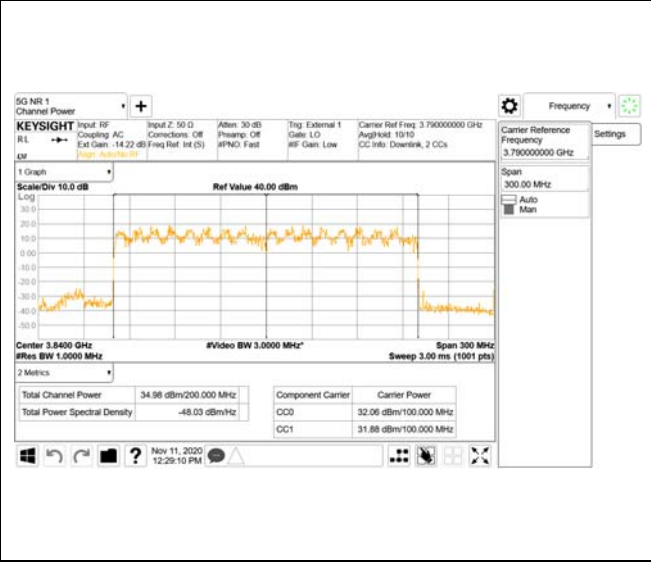 5G NR 1
Channel Power
Frequency
KEYSIGHT
Input: RF
Input Z: 50 Ω
Atten: 30 dB
Trig: External 1
Carrier Ref Freq: 3.790000000 GHz
R L
Coupling: AC
Corrections: Off
Preamp: Off
Gate: LO
Avg|Hold: 10/10
Ext Gain: -14.22 dB
Freq Ref: Int (S)
#PNO: Fast
#IF Gain: Low
CC Info: Downlink, 2 CCs
Align: Auto/No RF
Carrier Reference
Frequency
3.790000000 GHz
Settings
Span
300.00 MHz
Auto
Man
1 Graph
Scale/Div 10.0 dB
Ref Value 40.00 dBm
Log
30.0
20.0
10.0
0.00
-10.0
-20.0
-30.0
-40.0
-50.0
Center 3.8400 GHz
#Video BW 3.0000 MHz*
Span 300 MHz
#Res BW 1.0000 MHz
Sweep 3.00 ms (1001 pts)
2 Metrics
Total Channel Power
34.98 dBm/200.000 MHz
Total Power Spectral Density
-48.03 dBm/Hz
Component Carrier
Carrier Power
CC0
32.06 dBm/100.000 MHz
CC1
31.88 dBm/100.000 MHz
?
Nov 11, 2020
12:29:10 PM